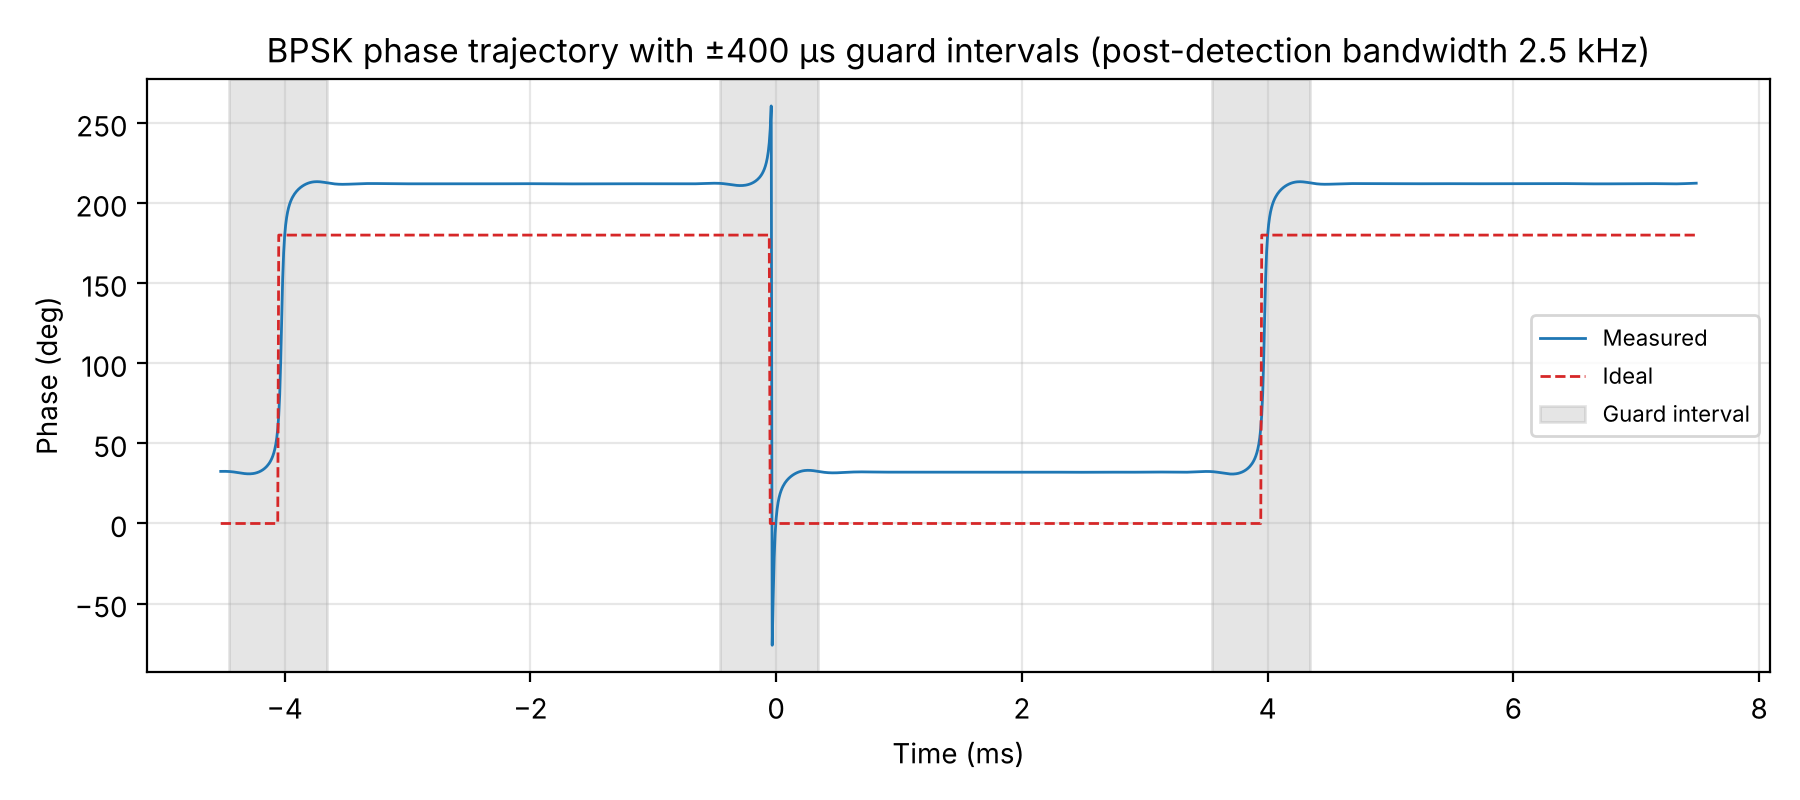 BPSK phase trajectory with ±400 µs guard intervals (post-detection bandwidth 2.5 kHz)
Phase (deg)
250
200
150
100
50
0
−50
Measured
Ideal
Guard interval
−4
−2
0
2
4
6
8
Time (ms)